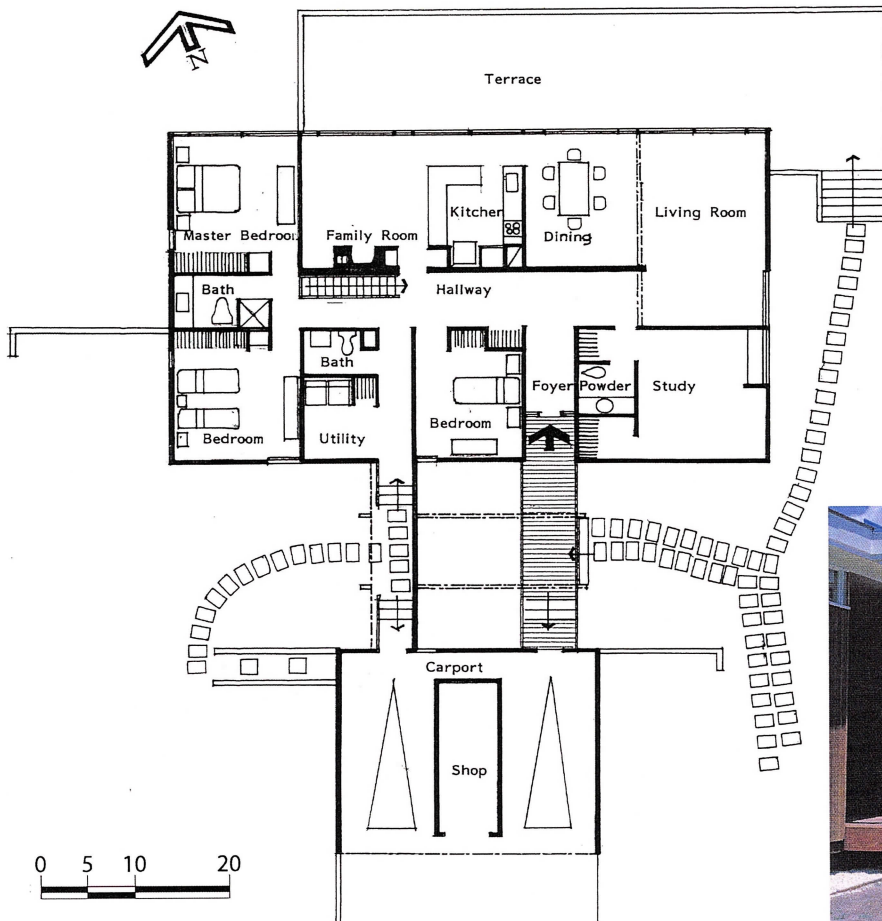 N
Terrace
Kitchen
Living Room
Master Bedroom
Family Room
Dining
Bath
Hallway
Bath
Foyer
Powder
Study
Bedroom
Utility
Bedroom
Carport
Shop
0 5 10 20